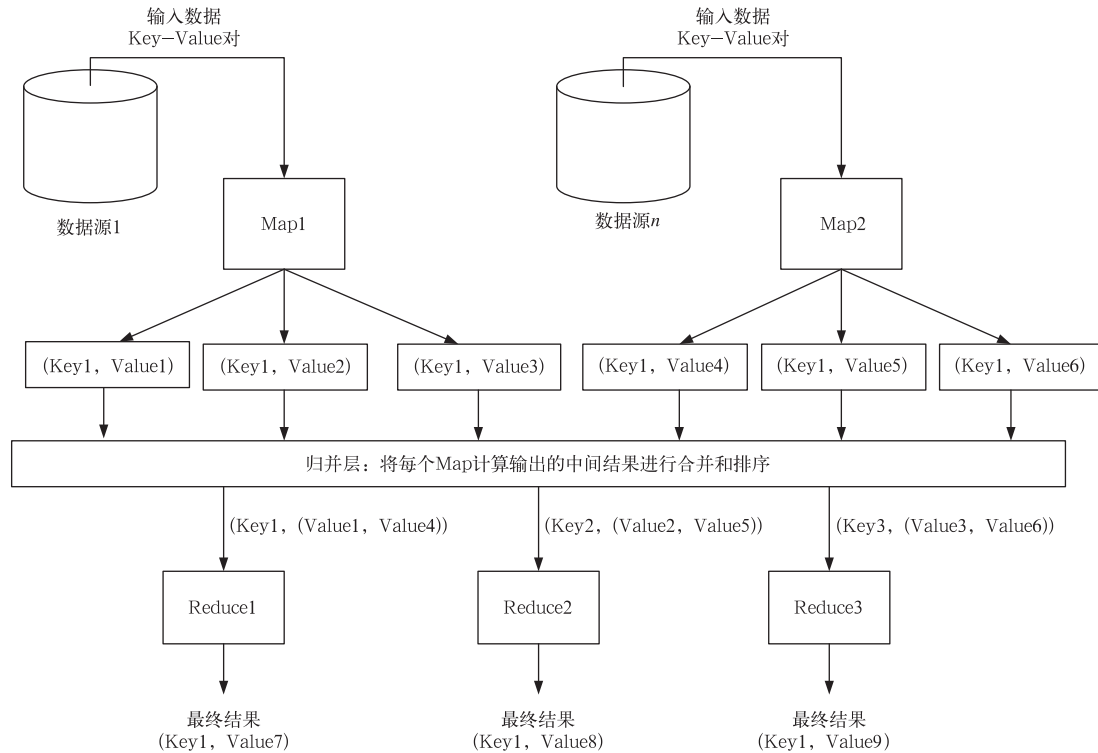 输入数据
Key-Value对
输入数据
Key-Value对
数据源1
Map1
数据源n
Map2
(Key1, Value1)
(Key1, Value2)
(Key1, Value3)
(Key1, Value4)
(Key1, Value5)
(Key1, Value6)
归并层：将每个Map计算输出的中间结果进行合并和排序
(Key1, (Value1, Value4))
(Key2, (Value2, Value5))
(Key3, (Value3, Value6))
Reduce1
Reduce2
Reduce3
最终结果
(Key1, Value7)
最终结果
(Key1, Value8)
最终结果
(Key1, Value9)